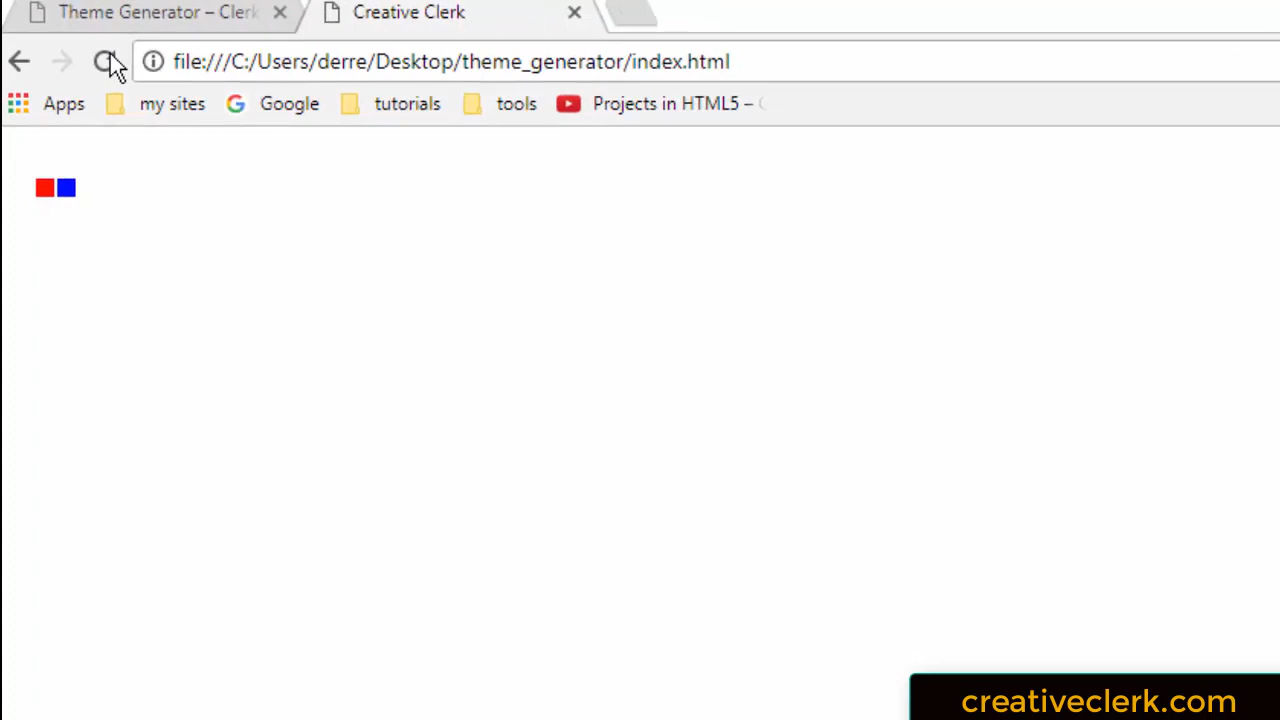 Theme Generator – Clerk
Creative Clerk
file:///C:/Users/derre/Desktop/theme_generator/index.html
Apps my sites Google tutorials tools Projects in HTML5 –
creativeclerk.com